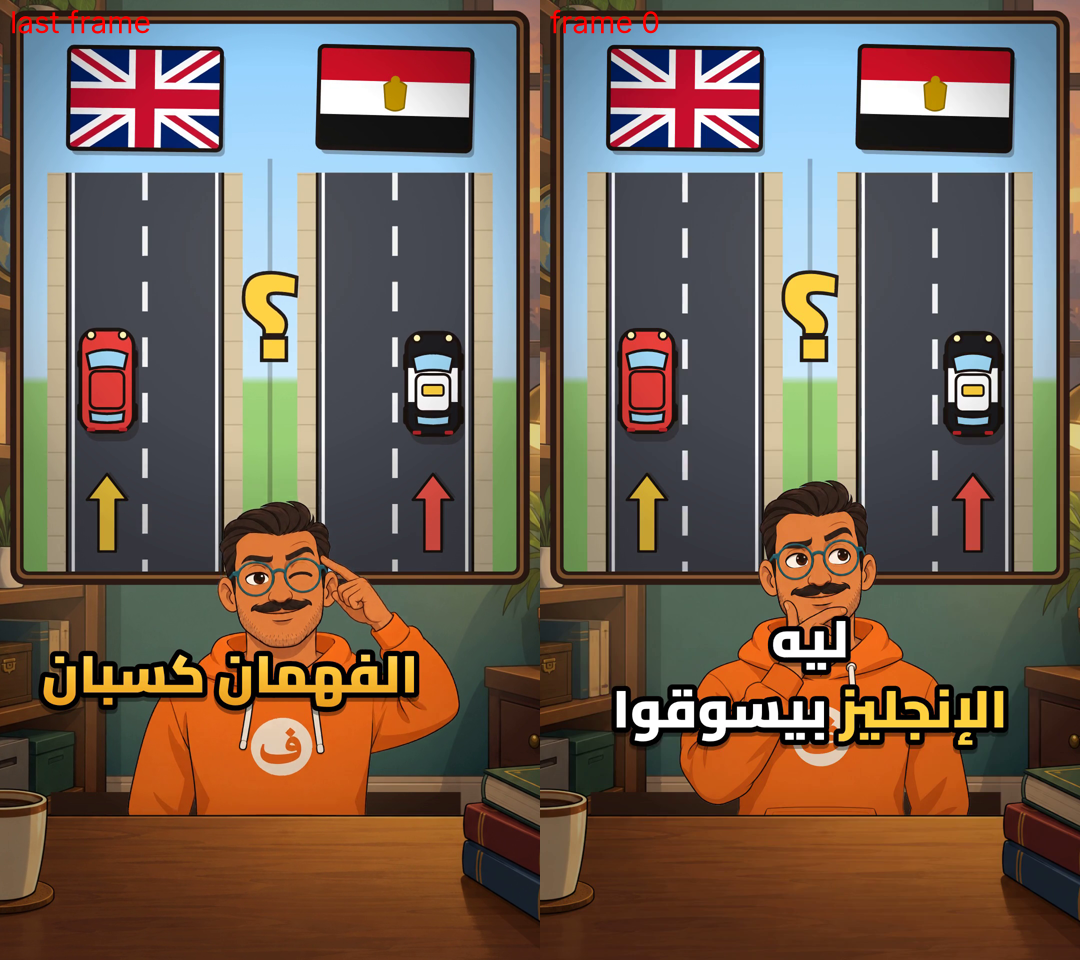 last frame
frame 0
؟
؟
الفهمان كسبان
ف
ليه
الإنجليز بيسوقوا